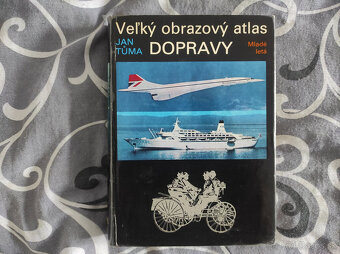 Veľký obrazový atlas
JAN
TŮMA
DOPRAVY
Mladé
letá